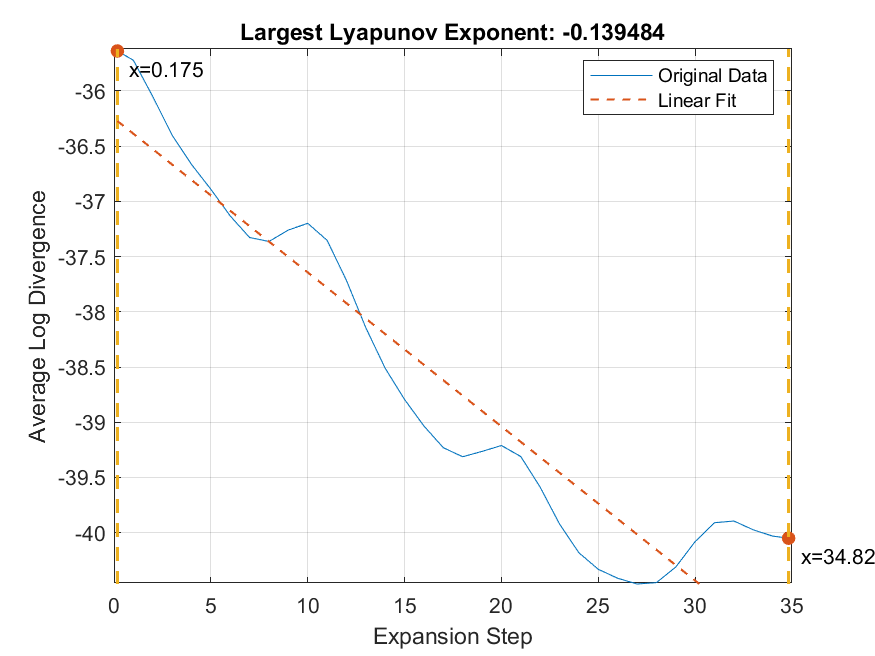 Largest Lyapunov Exponent: -0.139484
x=0.175
Original Data
Linear Fit
-36
-36.5
-37
-37.5
-38
-38.5
-39
-39.5
-40
Average Log Divergence
x=34.82
0 5 10 15 20 25 30 35
Expansion Step